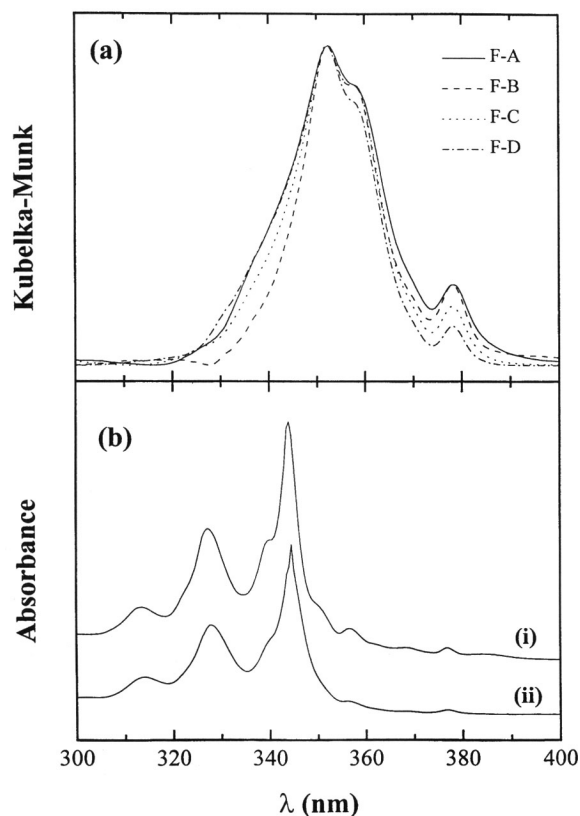 (a)
F-A
F-B
F-C
F-D
Kubelka-Munk
(b)
Absorbance
(i)
(ii)
300 320 340 360 380 400
λ (nm)